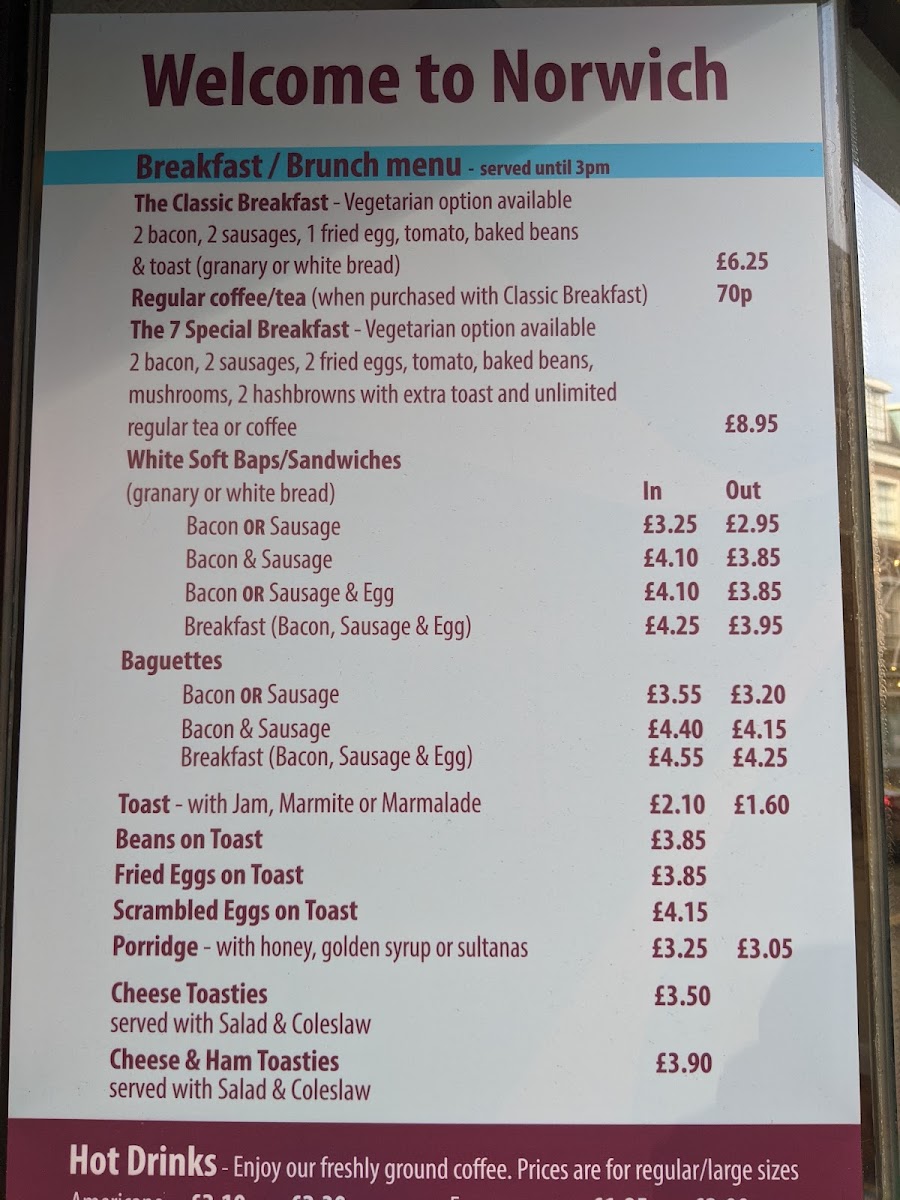 Welcome to Norwich
Breakfast / Brunch menu - served until 3pm
The Classic Breakfast - Vegetarian option available
2 bacon, 2 sausages, 1 fried egg, tomato, baked beans
& toast (granary or white bread) £6.25
Regular coffee/tea (when purchased with Classic Breakfast) 70p
The 7 Special Breakfast - Vegetarian option available
2 bacon, 2 sausages, 2 fried eggs, tomato, baked beans,
mushrooms, 2 hashbrowns with extra toast and unlimited
regular tea or coffee £8.95
White Soft Baps/Sandwiches
(granary or white bread) In Out
Bacon OR Sausage £3.25 £2.95
Bacon & Sausage £4.10 £3.85
Bacon OR Sausage & Egg £4.10 £3.85
Breakfast (Bacon, Sausage & Egg) £4.25 £3.95
Baguettes
Bacon OR Sausage £3.55 £3.20
Bacon & Sausage £4.40 £4.15
Breakfast (Bacon, Sausage & Egg) £4.55 £4.25
Toast - with Jam, Marmite or Marmalade £2.10 £1.60
Beans on Toast £3.85
Fried Eggs on Toast £3.85
Scrambled Eggs on Toast £4.15
Porridge - with honey, golden syrup or sultanas £3.25 £3.05
Cheese Toasties £3.50
served with Salad & Coleslaw
Cheese & Ham Toasties £3.90
served with Salad & Coleslaw
Hot Drinks - Enjoy our freshly ground coffee. Prices are for regular/large sizes